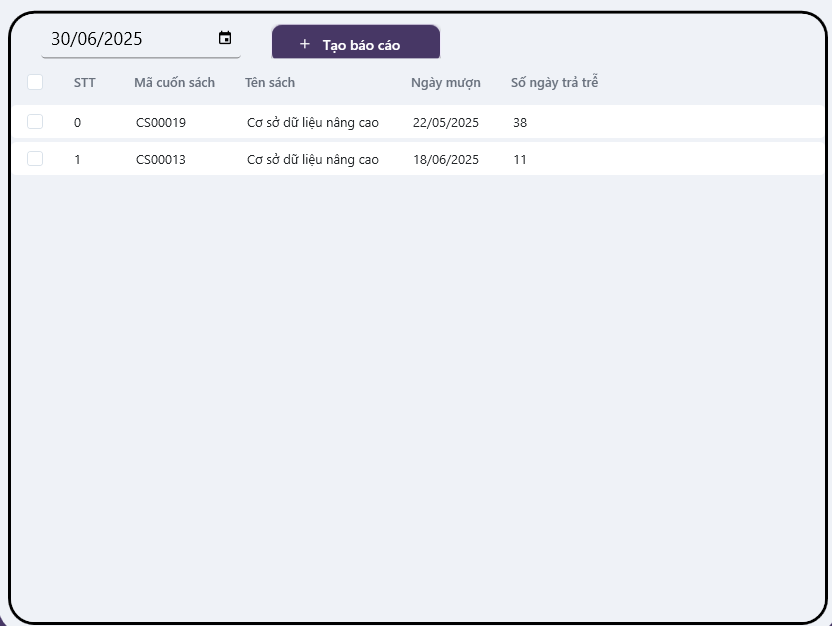 30/06/2025
+ Tạo báo cáo
STT Mã cuốn sách Tên sách Ngày mượn Số ngày trả trễ
0 CS00019 Cơ sở dữ liệu nâng cao 22/05/2025 38
1 CS00013 Cơ sở dữ liệu nâng cao 18/06/2025 11